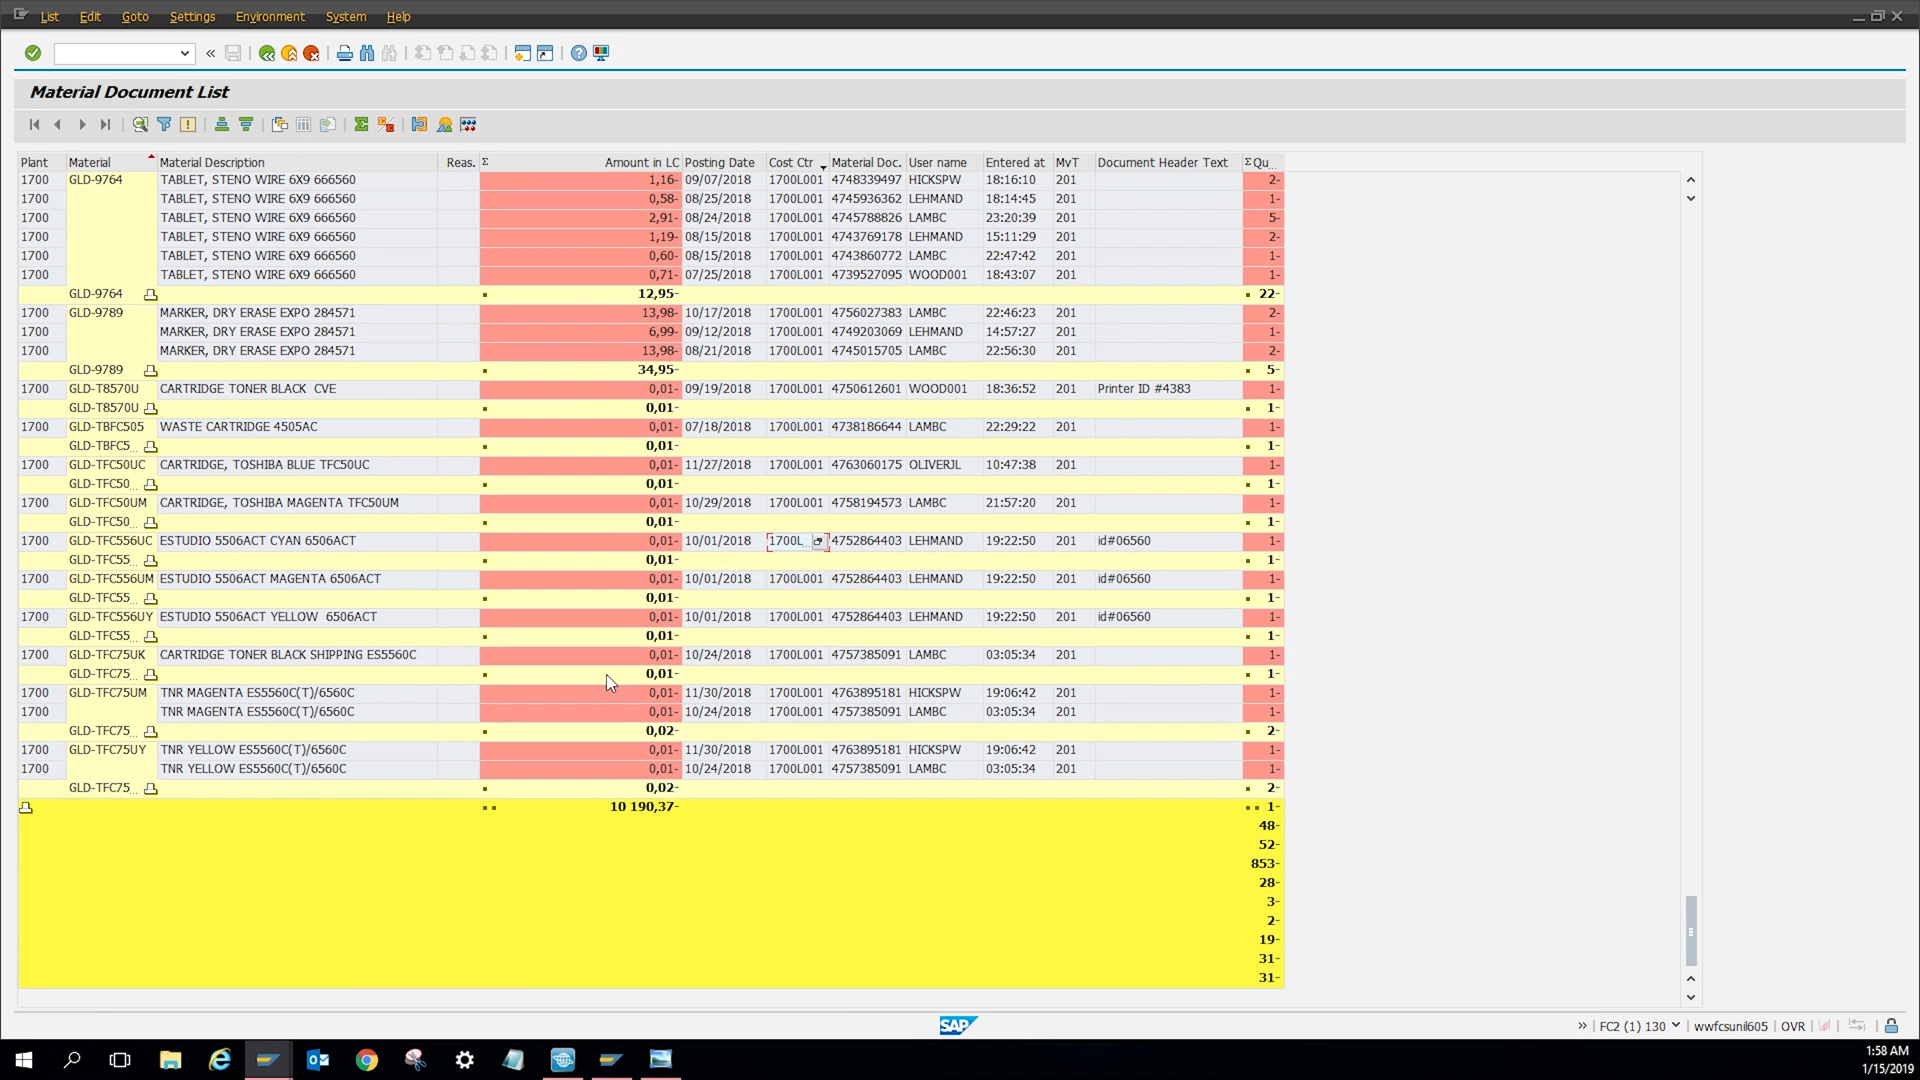 List Edit Goto Settings Environment System Help
Material Document List
Plant Material Material Description Reas. Σ Amount in LC Posting Date Cost Ctr Material Doc. User name Entered at MvT Document Header Text Σ Qu...
1700 GLD-9764 TABLET, STENO WIRE 6X9 666560 1,16- 09/07/2018 1700L001 4748339497 HICKSPW 18:16:10 201 2-
1700 TABLET, STENO WIRE 6X9 666560 0,58- 08/25/2018 1700L001 4745936362 LEHMAND 18:14:45 201 1-
1700 TABLET, STENO WIRE 6X9 666560 2,91- 08/24/2018 1700L001 4745788826 LAMBC 23:20:39 201 5-
1700 TABLET, STENO WIRE 6X9 666560 1,19- 08/15/2018 1700L001 4743769178 LEHMAND 15:11:29 201 2-
1700 TABLET, STENO WIRE 6X9 666560 0,60- 08/15/2018 1700L001 4743860772 LAMBC 22:47:42 201 1-
1700 TABLET, STENO WIRE 6X9 666560 0,71- 07/25/2018 1700L001 4739527095 WOOD001 18:43:07 201 1-
GLD-9764 12,95- 22-
1700 GLD-9789 MARKER, DRY ERASE EXPO 284571 13,98- 10/17/2018 1700L001 4756027383 LAMBC 22:46:23 201 2-
1700 MARKER, DRY ERASE EXPO 284571 6,99- 09/12/2018 1700L001 4749203069 LEHMAND 14:57:27 201 1-
1700 MARKER, DRY ERASE EXPO 284571 13,98- 08/21/2018 1700L001 4745015705 LAMBC 22:56:30 201 2-
GLD-9789 34,95- 5-
1700 GLD-T8570U CARTRIDGE TONER BLACK CVE 0,01- 09/19/2018 1700L001 4750612601 WOOD001 18:36:52 201 Printer ID #4383 1-
GLD-T8570U 0,01- 1-
1700 GLD-TBFC505 WASTE CARTRIDGE 4505AC 0,01- 07/18/2018 1700L001 4738186644 LAMBC 22:29:22 201 1-
GLD-TBFC5... 0,01- 1-
1700 GLD-TFC50UC CARTRIDGE, TOSHIBA BLUE TFC50UC 0,01- 11/27/2018 1700L001 4763060175 OLIVERJL 10:47:38 201 1-
GLD-TFC50... 0,01- 1-
1700 GLD-TFC50UM CARTRIDGE, TOSHIBA MAGENTA TFC50UM 0,01- 10/29/2018 1700L001 4758194573 LAMBC 21:57:20 201 1-
GLD-TFC50... 0,01- 1-
1700 GLD-TFC556UC ESTUDIO 5506ACT CYAN 6506ACT 0,01- 10/01/2018 1700L... 4752864403 LEHMAND 19:22:50 201 id#06560 1-
GLD-TFC55... 0,01- 1-
1700 GLD-TFC556UM ESTUDIO 5506ACT MAGENTA 6506ACT 0,01- 10/01/2018 1700L001 4752864403 LEHMAND 19:22:50 201 id#06560 1-
GLD-TFC55... 0,01- 1-
1700 GLD-TFC556UY ESTUDIO 5506ACT YELLOW 6506ACT 0,01- 10/01/2018 1700L001 4752864403 LEHMAND 19:22:50 201 id#06560 1-
GLD-TFC55... 0,01- 1-
1700 GLD-TFC75UK CARTRIDGE TONER BLACK SHIPPING ES5560C 0,01- 10/24/2018 1700L001 4757385091 LAMBC 03:05:34 201 1-
GLD-TFC75... 0,01- 1-
1700 GLD-TFC75UM TNR MAGENTA ES5560C(T)/6560C 0,01- 11/30/2018 1700L001 4763895181 HICKSPW 19:06:42 201 1-
1700 TNR MAGENTA ES5560C(T)/6560C 0,01- 10/24/2018 1700L001 4757385091 LAMBC 03:05:34 201 1-
GLD-TFC75... 0,02- 2-
1700 GLD-TFC75UY TNR YELLOW ES5560C(T)/6560C 0,01- 11/30/2018 1700L001 4763895181 HICKSPW 19:06:42 201 1-
1700 TNR YELLOW ES5560C(T)/6560C 0,01- 10/24/2018 1700L001 4757385091 LAMBC 03:05:34 201 1-
GLD-TFC75... 0,02- 2-
10 190,37- 1-
48-
52-
853-
28-
3-
2-
19-
31-
31-
SAP FC2 (1) 130 wwfcsunil605 OVR
1:58 AM
1/15/2019